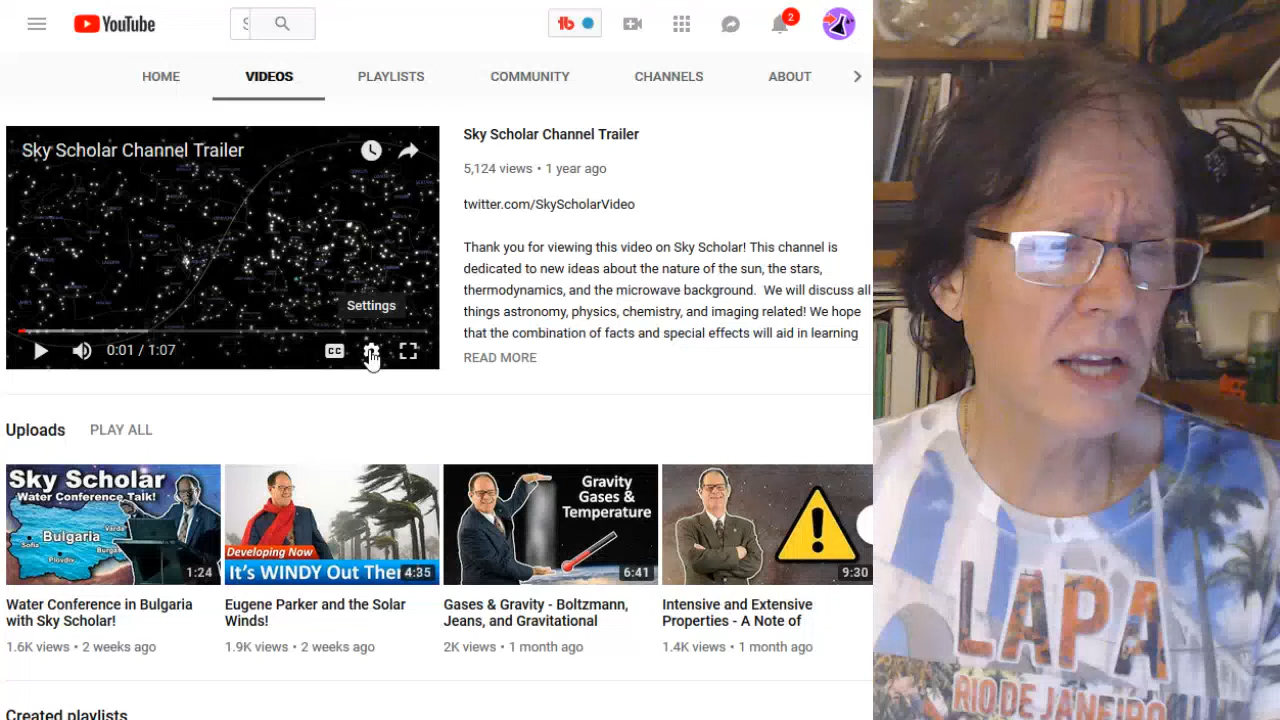 YouTube
2
HOME
VIDEOS
PLAYLISTS
COMMUNITY
CHANNELS
ABOUT
Sky Scholar Channel Trailer
Settings
0:01 / 1:07
CC
Sky Scholar Channel Trailer
5,124 views • 1 year ago
twitter.com/SkyScholarVideo
Thank you for viewing this video on Sky Scholar! This channel is
dedicated to new ideas about the nature of the sun, the stars,
thermodynamics, and the microwave background. We will discuss all
things astronomy, physics, chemistry, and imaging related! We hope
that the combination of facts and special effects will aid in learning
READ MORE
Uploads
PLAY ALL
Sky Scholar
Water Conference Talk!
Bulgaria
Sofia
Plovdiv
1:24
Developing Now
It's WINDY Out
4:35
Gravity
Gases &
Temperature
6:41
!
9:30
Water Conference in Bulgaria
with Sky Scholar!
1.6K views • 2 weeks ago
Eugene Parker and the Solar
Winds!
1.9K views • 2 weeks ago
Gases & Gravity - Boltzmann,
Jeans, and Gravitational
2K views • 1 month ago
Intensive and Extensive
Properties - A Note of
1.4K views • 1 month ago
Created playlists
LAPA
RIO DE JANEIRO